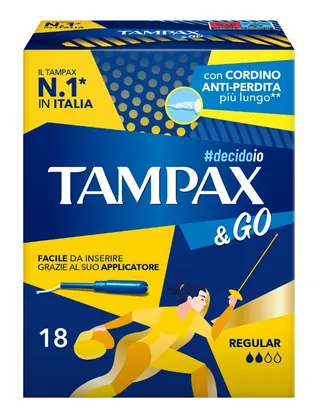 IL TAMPAX
N.1*
IN ITALIA
con CORDINO
ANTI-PERDITA
più lungo**
#decidoio
TAMPAX
& GO
FACILE DA INSERIRE
GRAZIE AL SUO APPLICATORE
18
REGULAR